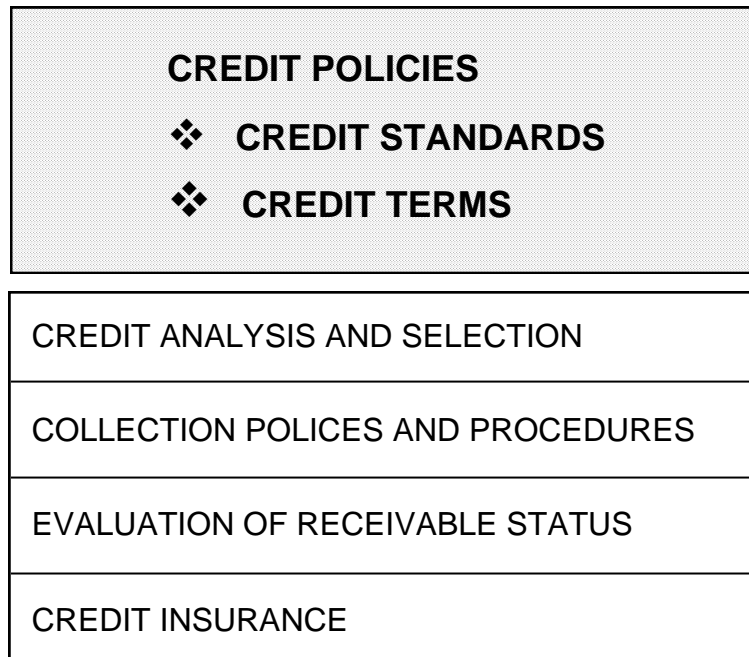 CREDIT POLICIES
❖ CREDIT STANDARDS
❖ CREDIT TERMS
CREDIT ANALYSIS AND SELECTION
COLLECTION POLICES AND PROCEDURES
EVALUATION OF RECEIVABLE STATUS
CREDIT INSURANCE